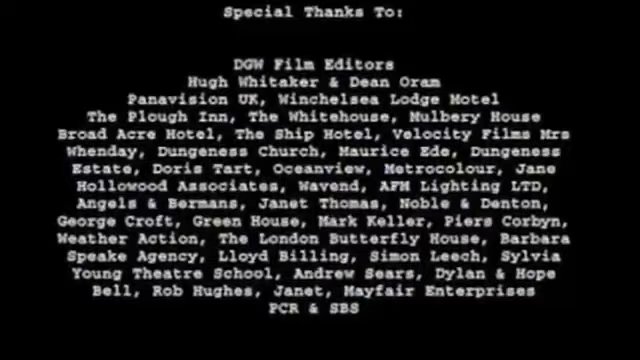 Special Thanks To:
DGW Film Editors
Hugh Whitaker & Dean Oram
Panavision UK, Winchelsea Lodge Motel
The Plough Inn, The Whitehouse, Mulbery House
Broad Acre Hotel, The Ship Hotel, Velocity Films Mrs
Whenday, Dungeness Church, Maurice Ede, Dungeness
Estate, Doris Tart, Oceanview, Metrocolour, Jane
Hollowood Associates, Wavend, AFM Lighting LTD,
Angels & Bermans, Janet Thomas, Noble & Denton,
George Croft, Green House, Mark Keller, Piers Corbyn,
Weather Action, The London Butterfly House, Barbara
Speake Agency, Lloyd Billing, Simon Leech, Sylvia
Young Theatre School, Andrew Sears, Dylan & Hope
Bell, Rob Hughes, Janet, Mayfair Enterprises
PCR & SBS